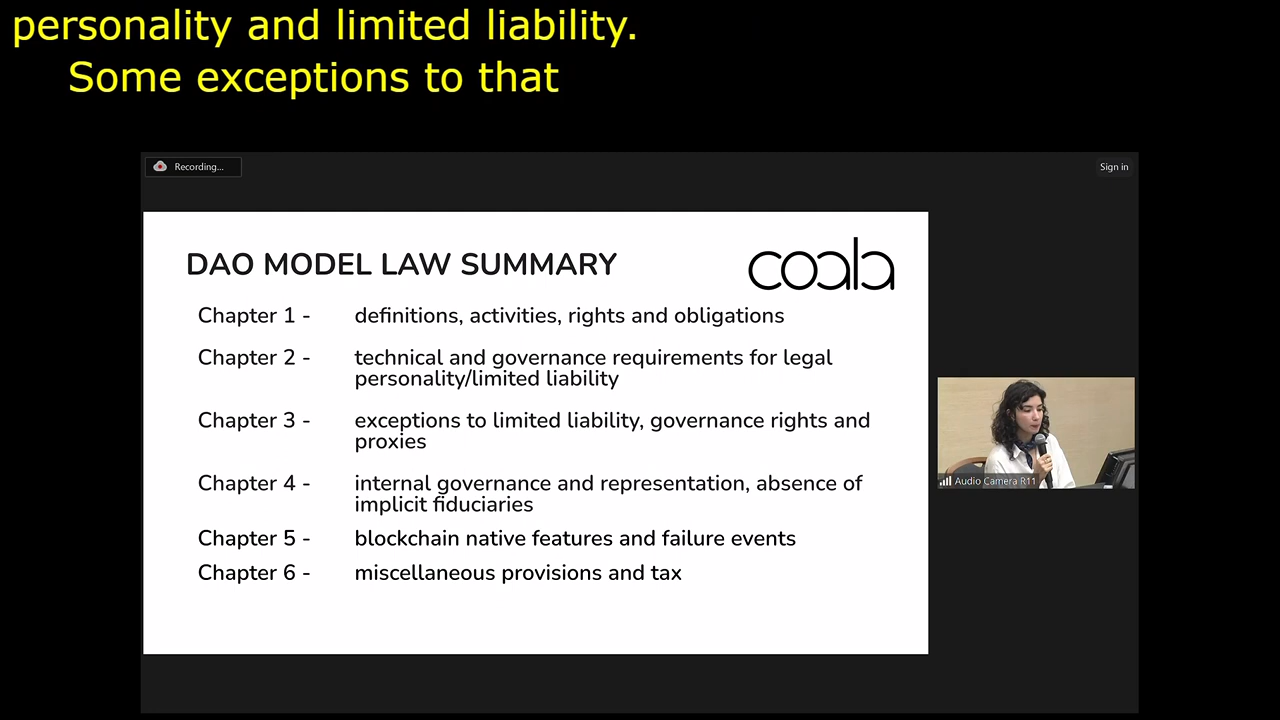 personality and limited liability.
Some exceptions to that
Recording...
Sign in
DAO MODEL LAW SUMMARY
coala
Chapter 1 - definitions, activities, rights and obligations
Chapter 2 - technical and governance requirements for legal
personality/limited liability
Chapter 3 - exceptions to limited liability, governance rights and
proxies
Chapter 4 - internal governance and representation, absence of
implicit fiduciaries
Chapter 5 - blockchain native features and failure events
Chapter 6 - miscellaneous provisions and tax
Audio Camera R11